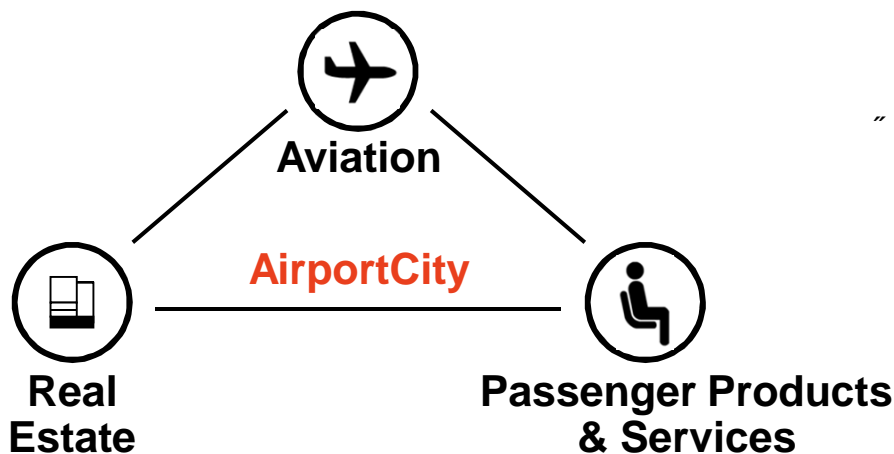 Aviation
AirportCity
Real
Estate
Passenger Products
& Services
″